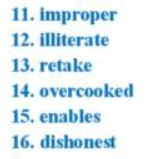 11. improper
12. illiterate
13. retake
14. overcooked
15. enables
16. dishonest